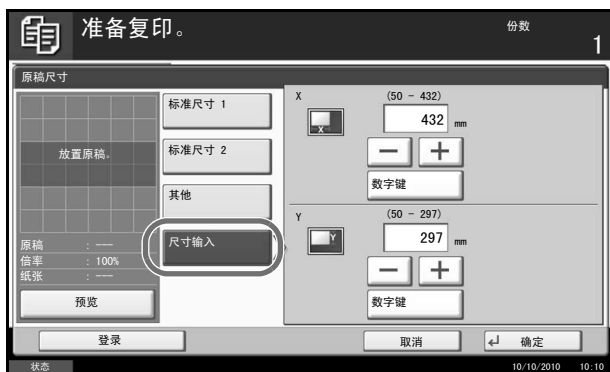 准备复印。
份数
1
原稿尺寸
放置原稿。
原稿 : ---
倍率 : 100%
纸张 : ---
预览
标准尺寸 1
标准尺寸 2
其他
尺寸输入
X (50 - 432)
X
432 mm
数字键
Y (50 - 297)
Y
297 mm
数字键
登录
取消
确定
状态
10/10/2010 10:10